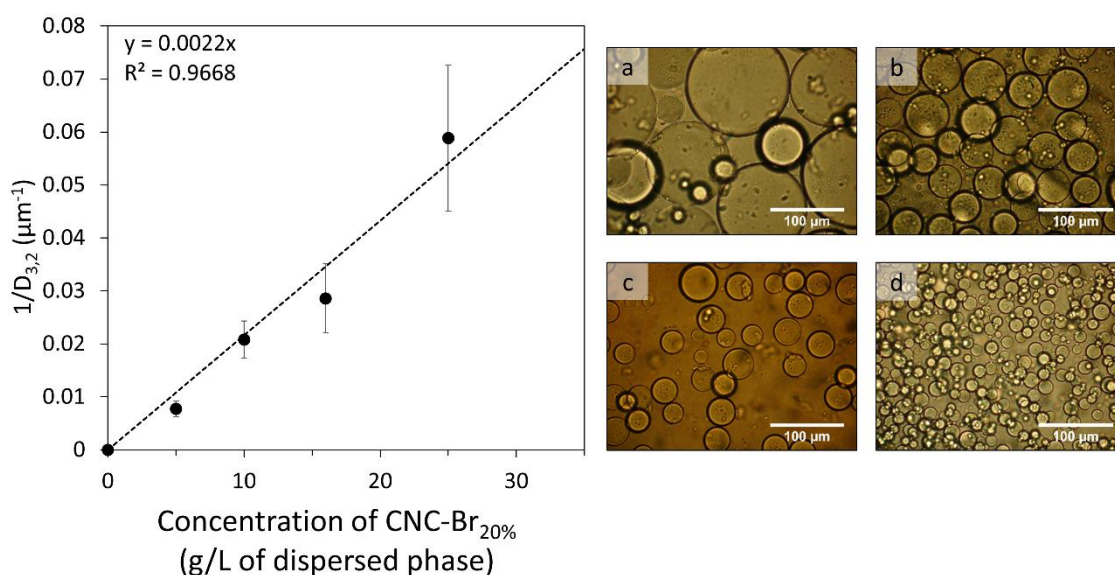 0.08
0.07
0.06
0.05
0.04
0.03
0.02
0.01
0
1/D3,2 (µm-1)
y = 0.0022x
R² = 0.9668
0 10 20 30
Concentration of CNC-Br20%
(g/L of dispersed phase)
a
100 µm
b
100 µm
c
100 µm
d
100 µm